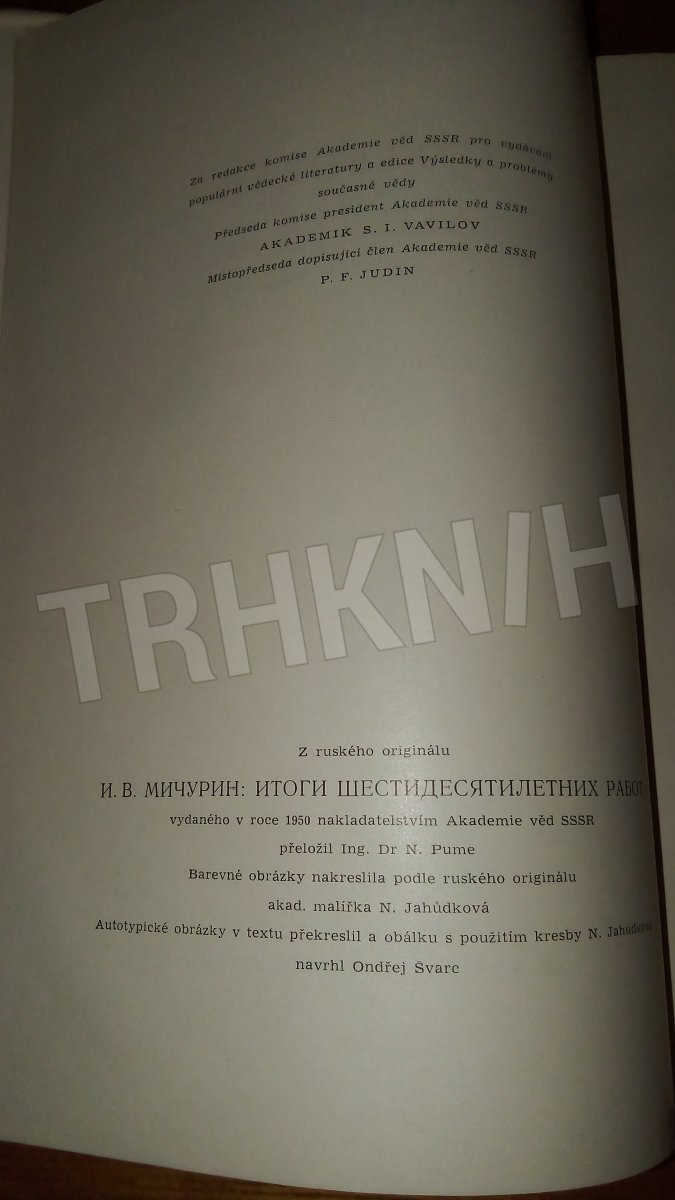 Za redakce komise Akademie věd SSSR pro vydávání
populární vědecké literatury a edice Výsledky a problémy
současné vědy
Předseda komise president Akademie věd SSSR
AKADEMIK S. I. VAVILOV
Místopředseda dopisující člen Akademie věd SSSR
P. F. JUDIN
TRHKNIH
Z ruského originálu
И. В. МИЧУРИН: ИТОГИ ШЕСТИДЕСЯТИЛЕТНИХ РАБОТ
vydaného v roce 1950 nakladatelstvím Akademie věd SSSR
přeložil Ing. Dr N. Pume
Barevné obrázky nakreslila podle ruského originálu
akad. malířka N. Jahůdková
Autotypické obrázky v textu překreslil a obálku s použitím kresby N. Jahůdkové
navrhl Ondřej Švarc